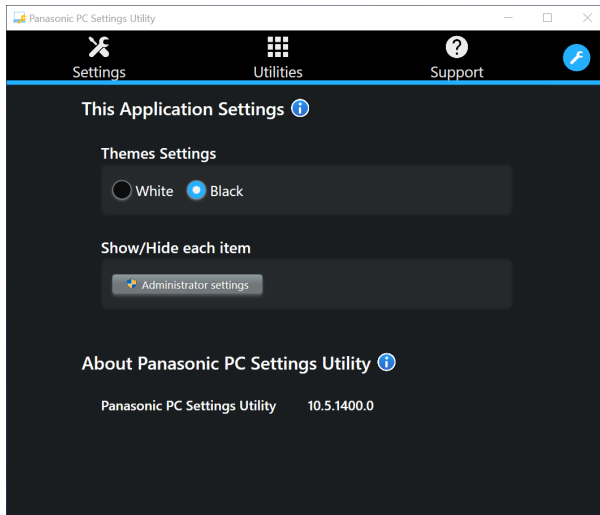 Panasonic PC Settings Utility
Settings
Utilities
Support
This Application Settings
Themes Settings
White
Black
Show/Hide each item
Administrator settings
About Panasonic PC Settings Utility
Panasonic PC Settings Utility 10.5.1400.0